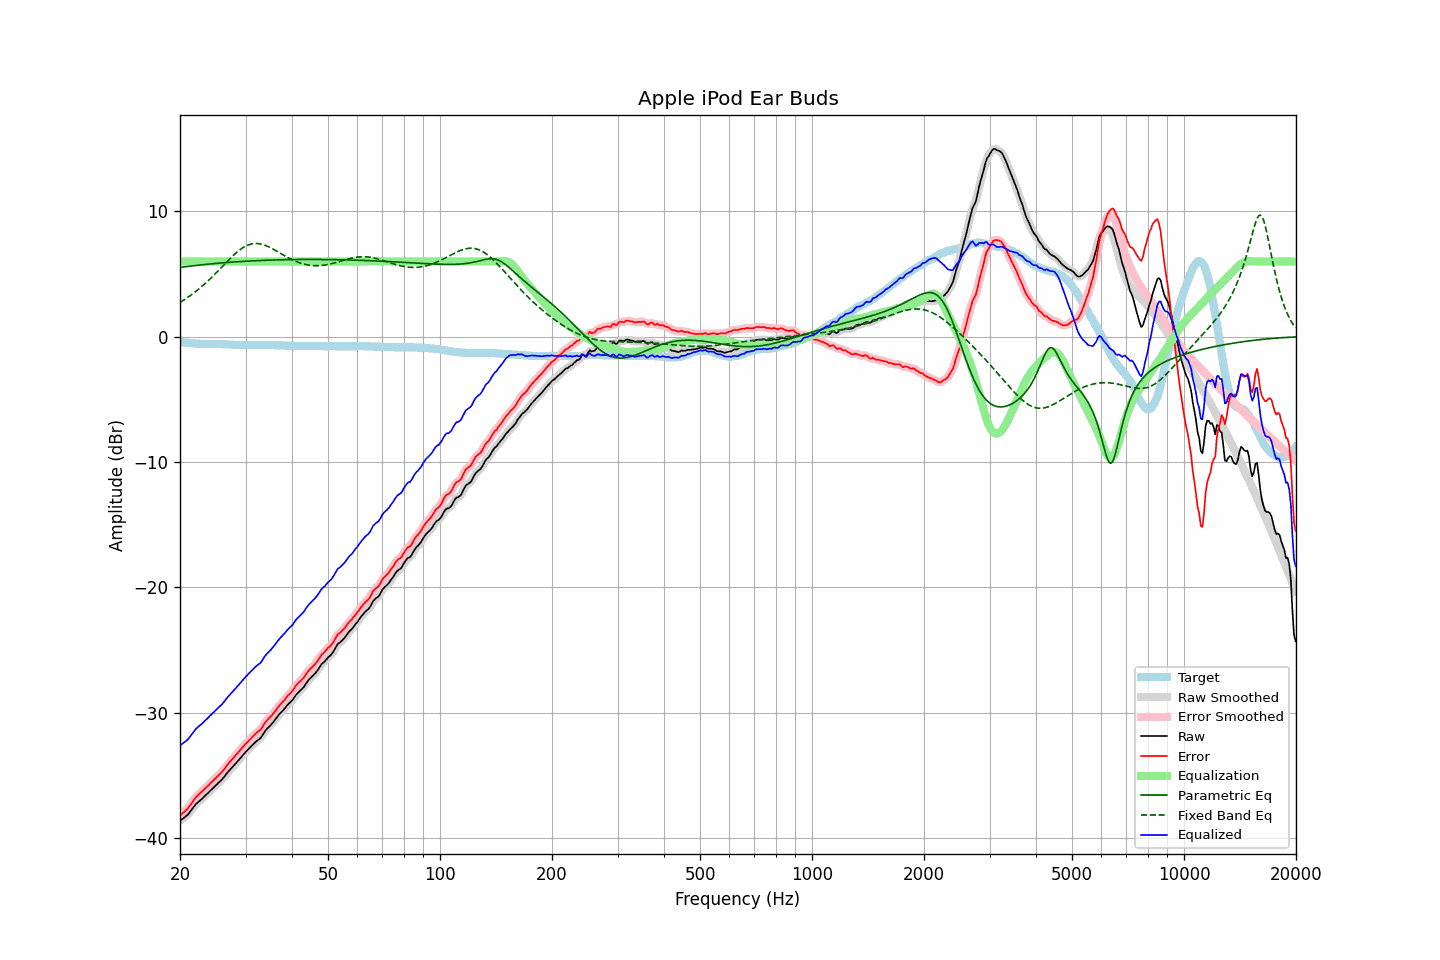 Apple iPod Ear Buds
Amplitude (dBr)
10
0
−10
−20
−30
−40
20
50
100
200
500
1000
2000
5000
10000
20000
Frequency (Hz)
Target
Raw Smoothed
Error Smoothed
Raw
Error
Equalization
Parametric Eq
Fixed Band Eq
Equalized